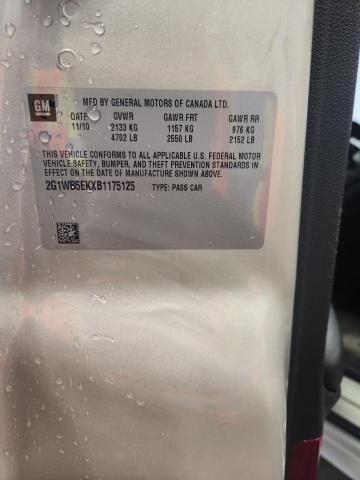 GM
MFD BY GENERAL MOTORS OF CANADA LTD.
DATE GVWR GAWR FRT GAWR RR
11/10 2133 KG 1157 KG 976 KG
4702 LB 2550 LB 2152 LB
THIS VEHICLE CONFORMS TO ALL APPLICABLE U.S. FEDERAL MOTOR
VEHICLE SAFETY, BUMPER, AND THEFT PREVENTION STANDARDS IN
EFFECT ON THE DATE OF MANUFACTURE SHOWN ABOVE.
2G1WB5EKXB1175125 TYPE: PASS CAR